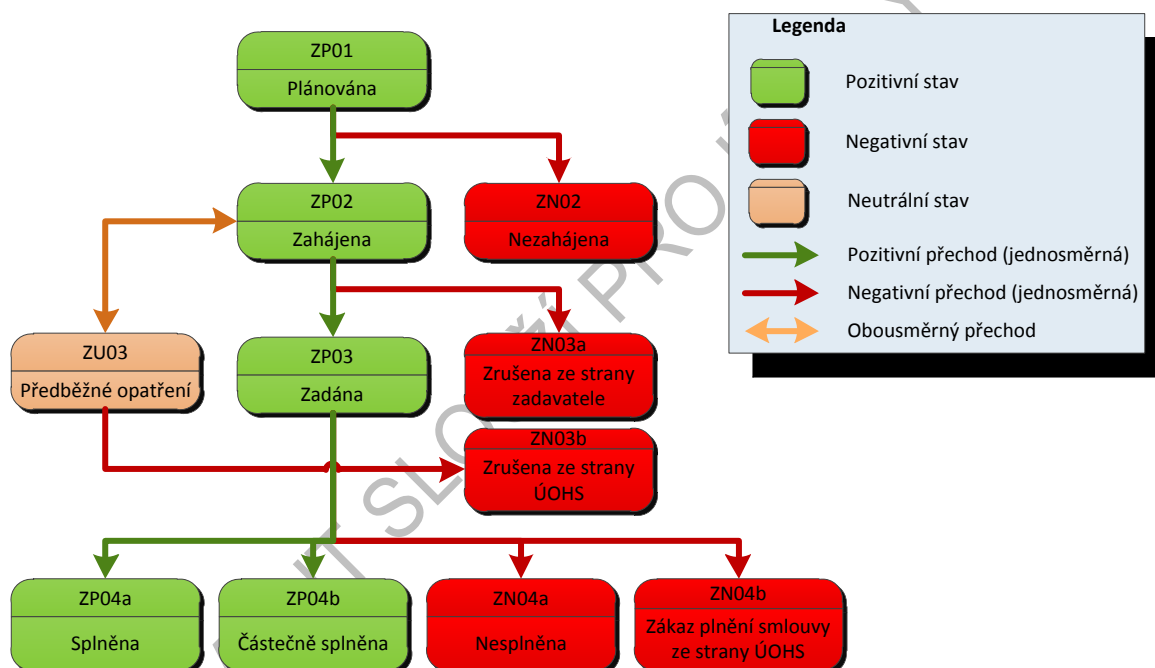 ZP01
Plánována
ZP02
Zahájena
ZN02
Nezahájena
ZU03
Předběžné opatření
ZP03
Zadána
ZN03a
Zrušena ze strany
zadavatele
ZN03b
Zrušena ze strany
ÚOHS
ZP04a
Splněna
ZP04b
Částečně splněna
ZN04a
Nesplněna
ZN04b
Zákaz plnění smlouvy
ze strany ÚOHS
Legenda
Pozitivní stav
Negativní stav
Neutrální stav
Pozitivní přechod (jednosměrná)
Negativní přechod (jednosměrná)
Obousměrný přechod